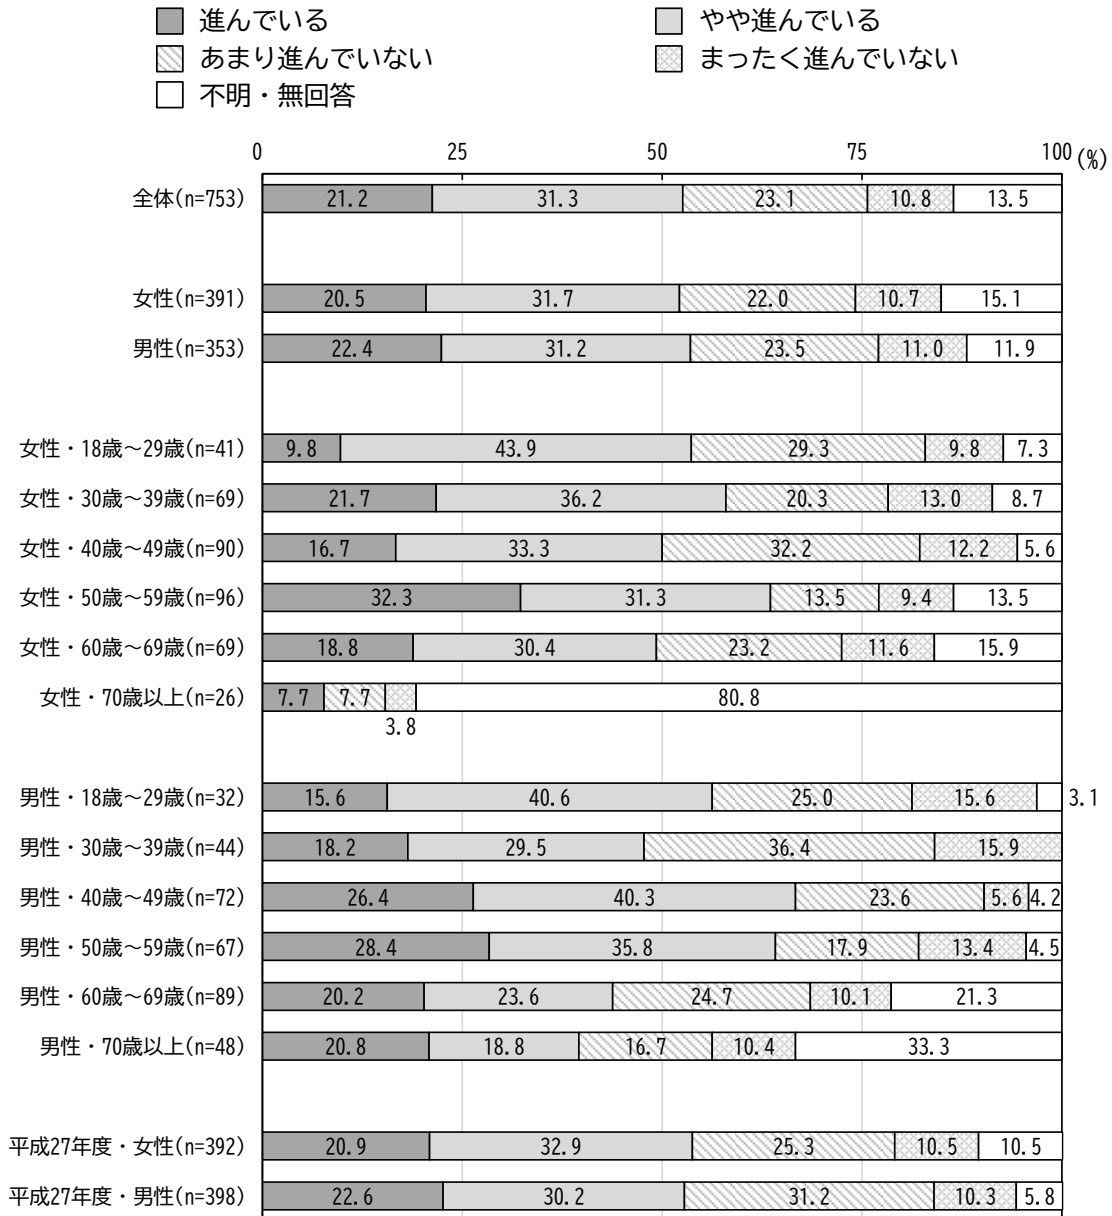 進んでいる やや進んでいる
あまり進んでいない まったく進んでいない
不明・無回答
0 25 50 75 100 (%)
全体(n=753) 21.2 31.3 23.1 10.8 13.5
女性(n=391) 20.5 31.7 22.0 10.7 15.1
男性(n=353) 22.4 31.2 23.5 11.0 11.9
女性・18歳～29歳(n=41) 9.8 43.9 29.3 9.8 7.3
女性・30歳～39歳(n=69) 21.7 36.2 20.3 13.0 8.7
女性・40歳～49歳(n=90) 16.7 33.3 32.2 12.2 5.6
女性・50歳～59歳(n=96) 32.3 31.3 13.5 9.4 13.5
女性・60歳～69歳(n=69) 18.8 30.4 23.2 11.6 15.9
女性・70歳以上(n=26) 7.7 7.7 80.8
3.8
男性・18歳～29歳(n=32) 15.6 40.6 25.0 15.6 3.1
男性・30歳～39歳(n=44) 18.2 29.5 36.4 15.9
男性・40歳～49歳(n=72) 26.4 40.3 23.6 5.6 4.2
男性・50歳～59歳(n=67) 28.4 35.8 17.9 13.4 4.5
男性・60歳～69歳(n=89) 20.2 23.6 24.7 10.1 21.3
男性・70歳以上(n=48) 20.8 18.8 16.7 10.4 33.3
平成27年度・女性(n=392) 20.9 32.9 25.3 10.5 10.5
平成27年度・男性(n=398) 22.6 30.2 31.2 10.3 5.8